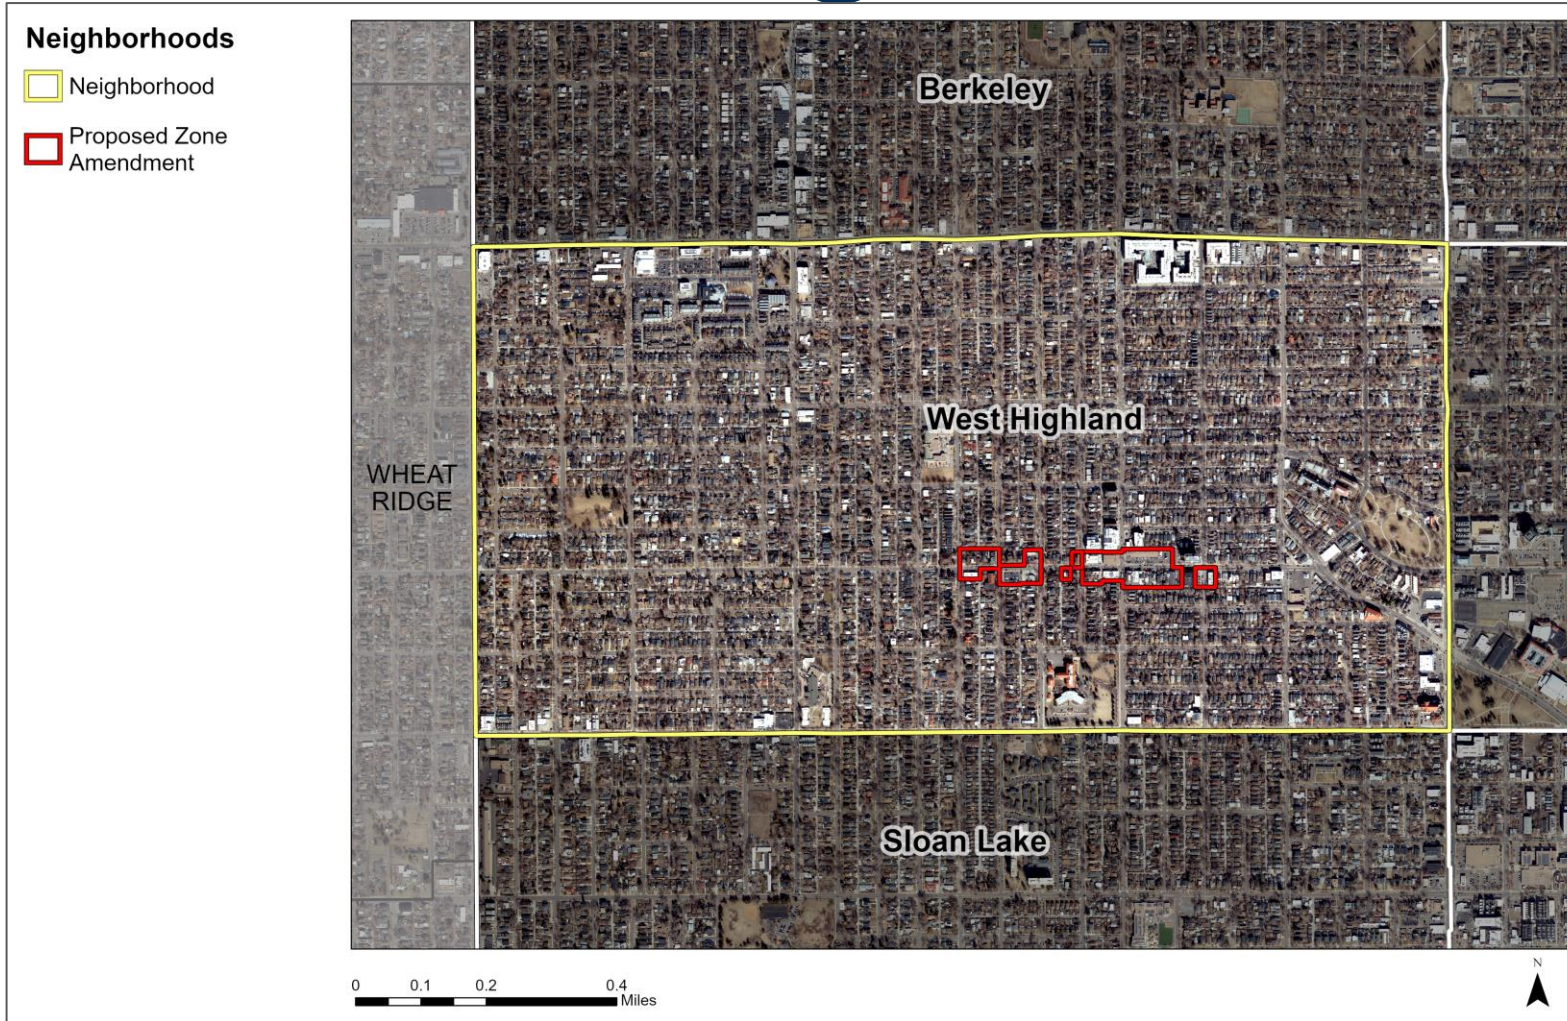 Neighborhoods
Neighborhood
Proposed Zone
Amendment
Berkeley
West Highland
WHEAT
RIDGE
Sloan Lake
0 0.1 0.2 0.4
Miles
N